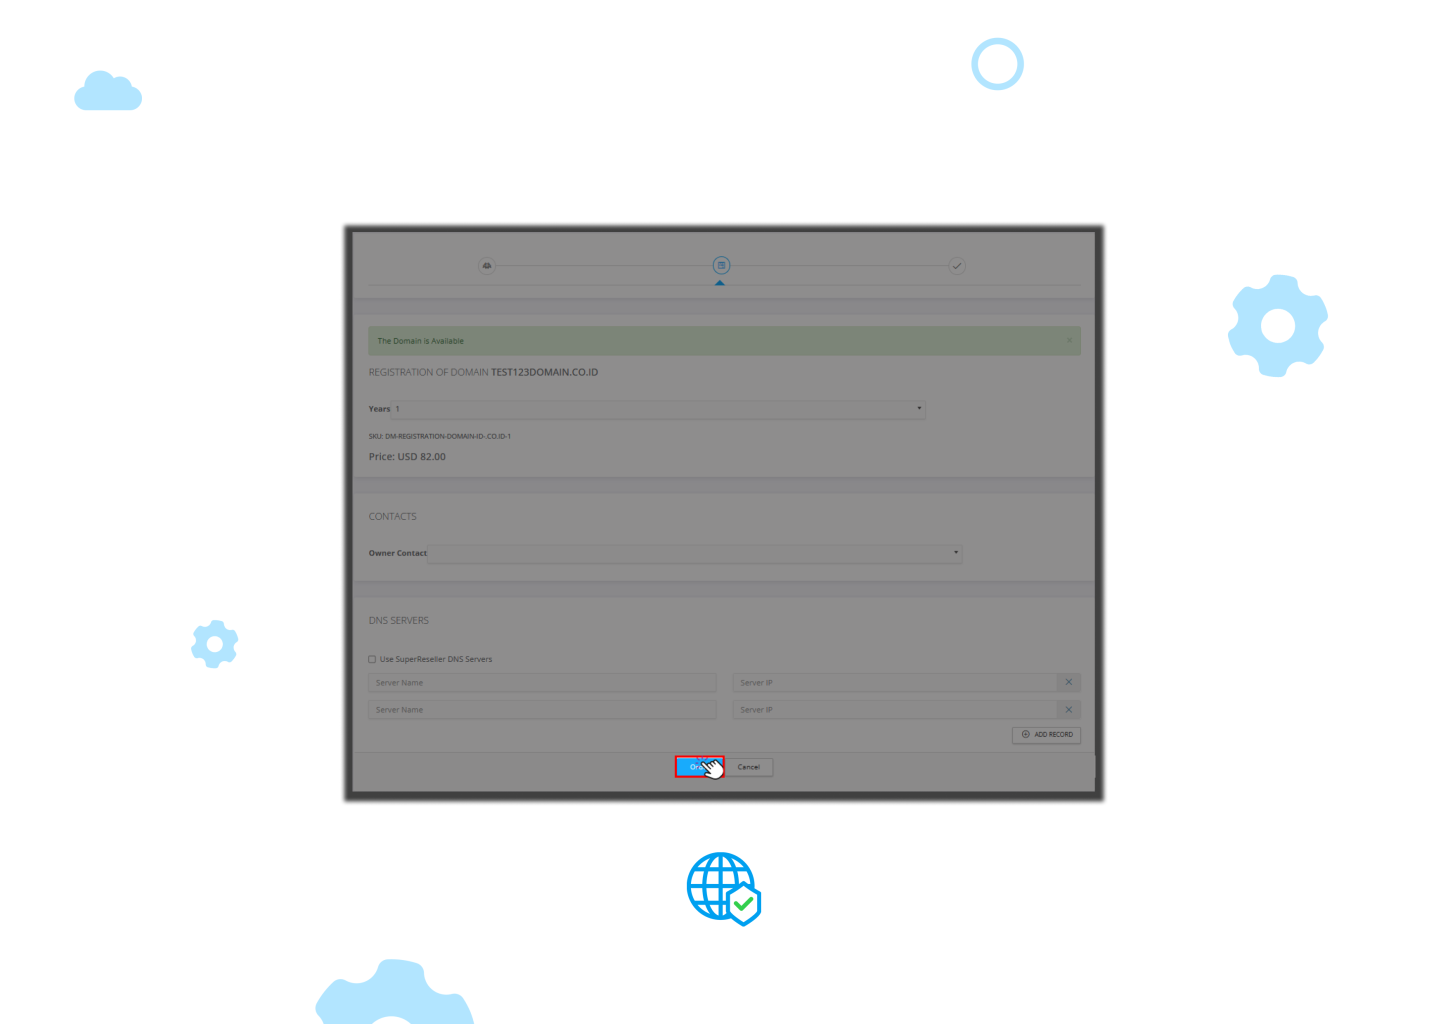 The Domain is Available
×
REGISTRATION OF DOMAIN TEST123DOMAIN.CO.ID
Years 1
SKU: DM-REGISTRATION-DOMAIN-ID-.CO.ID-1
Price: USD 82.00
CONTACTS
Owner Contact
DNS SERVERS
Use SuperReseller DNS Servers
Server Name Server IP
Server Name Server IP
ADD RECORD
Cancel